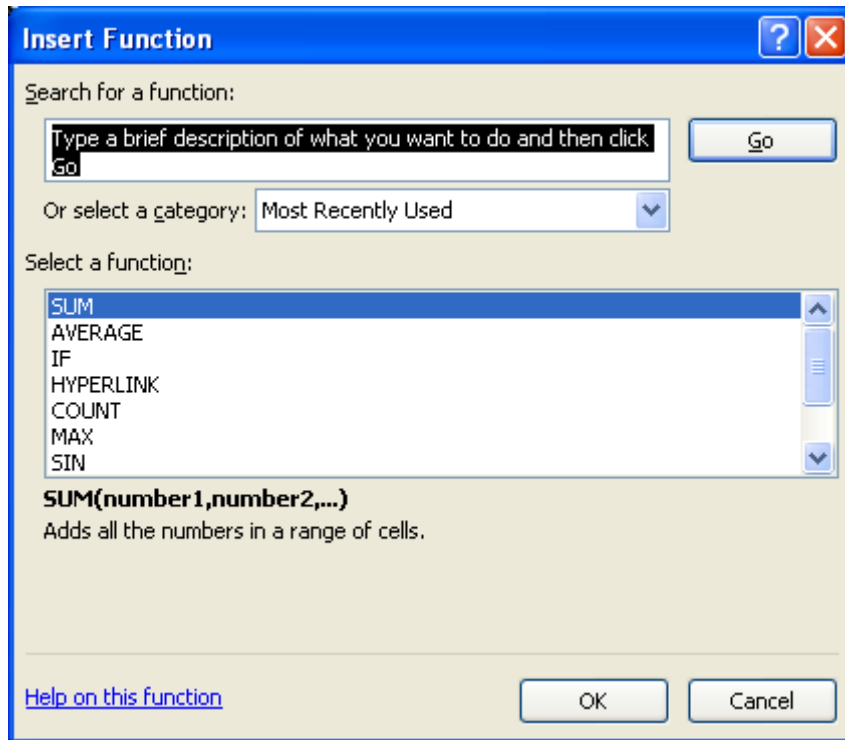 Insert Function
Search for a function:
Type a brief description of what you want to do and then click
Go
Go
Or select a category: Most Recently Used
Select a function:
SUM
AVERAGE
IF
HYPERLINK
COUNT
MAX
SIN
SUM(number1,number2,...)
Adds all the numbers in a range of cells.
Help on this function OK Cancel